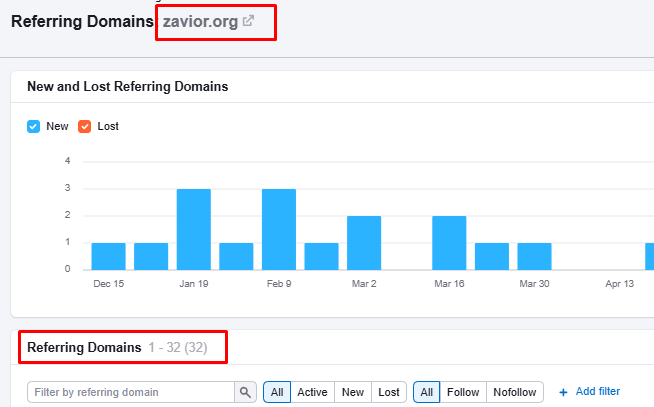 Referring Domains: zavior.org
New and Lost Referring Domains
New Lost
4
3
2
1
0
Dec 15 Jan 19 Feb 9 Mar 2 Mar 16 Mar 30 Apr 13
Referring Domains 1 - 32 (32)
Filter by referring domain All Active New Lost All Follow Nofollow + Add filter